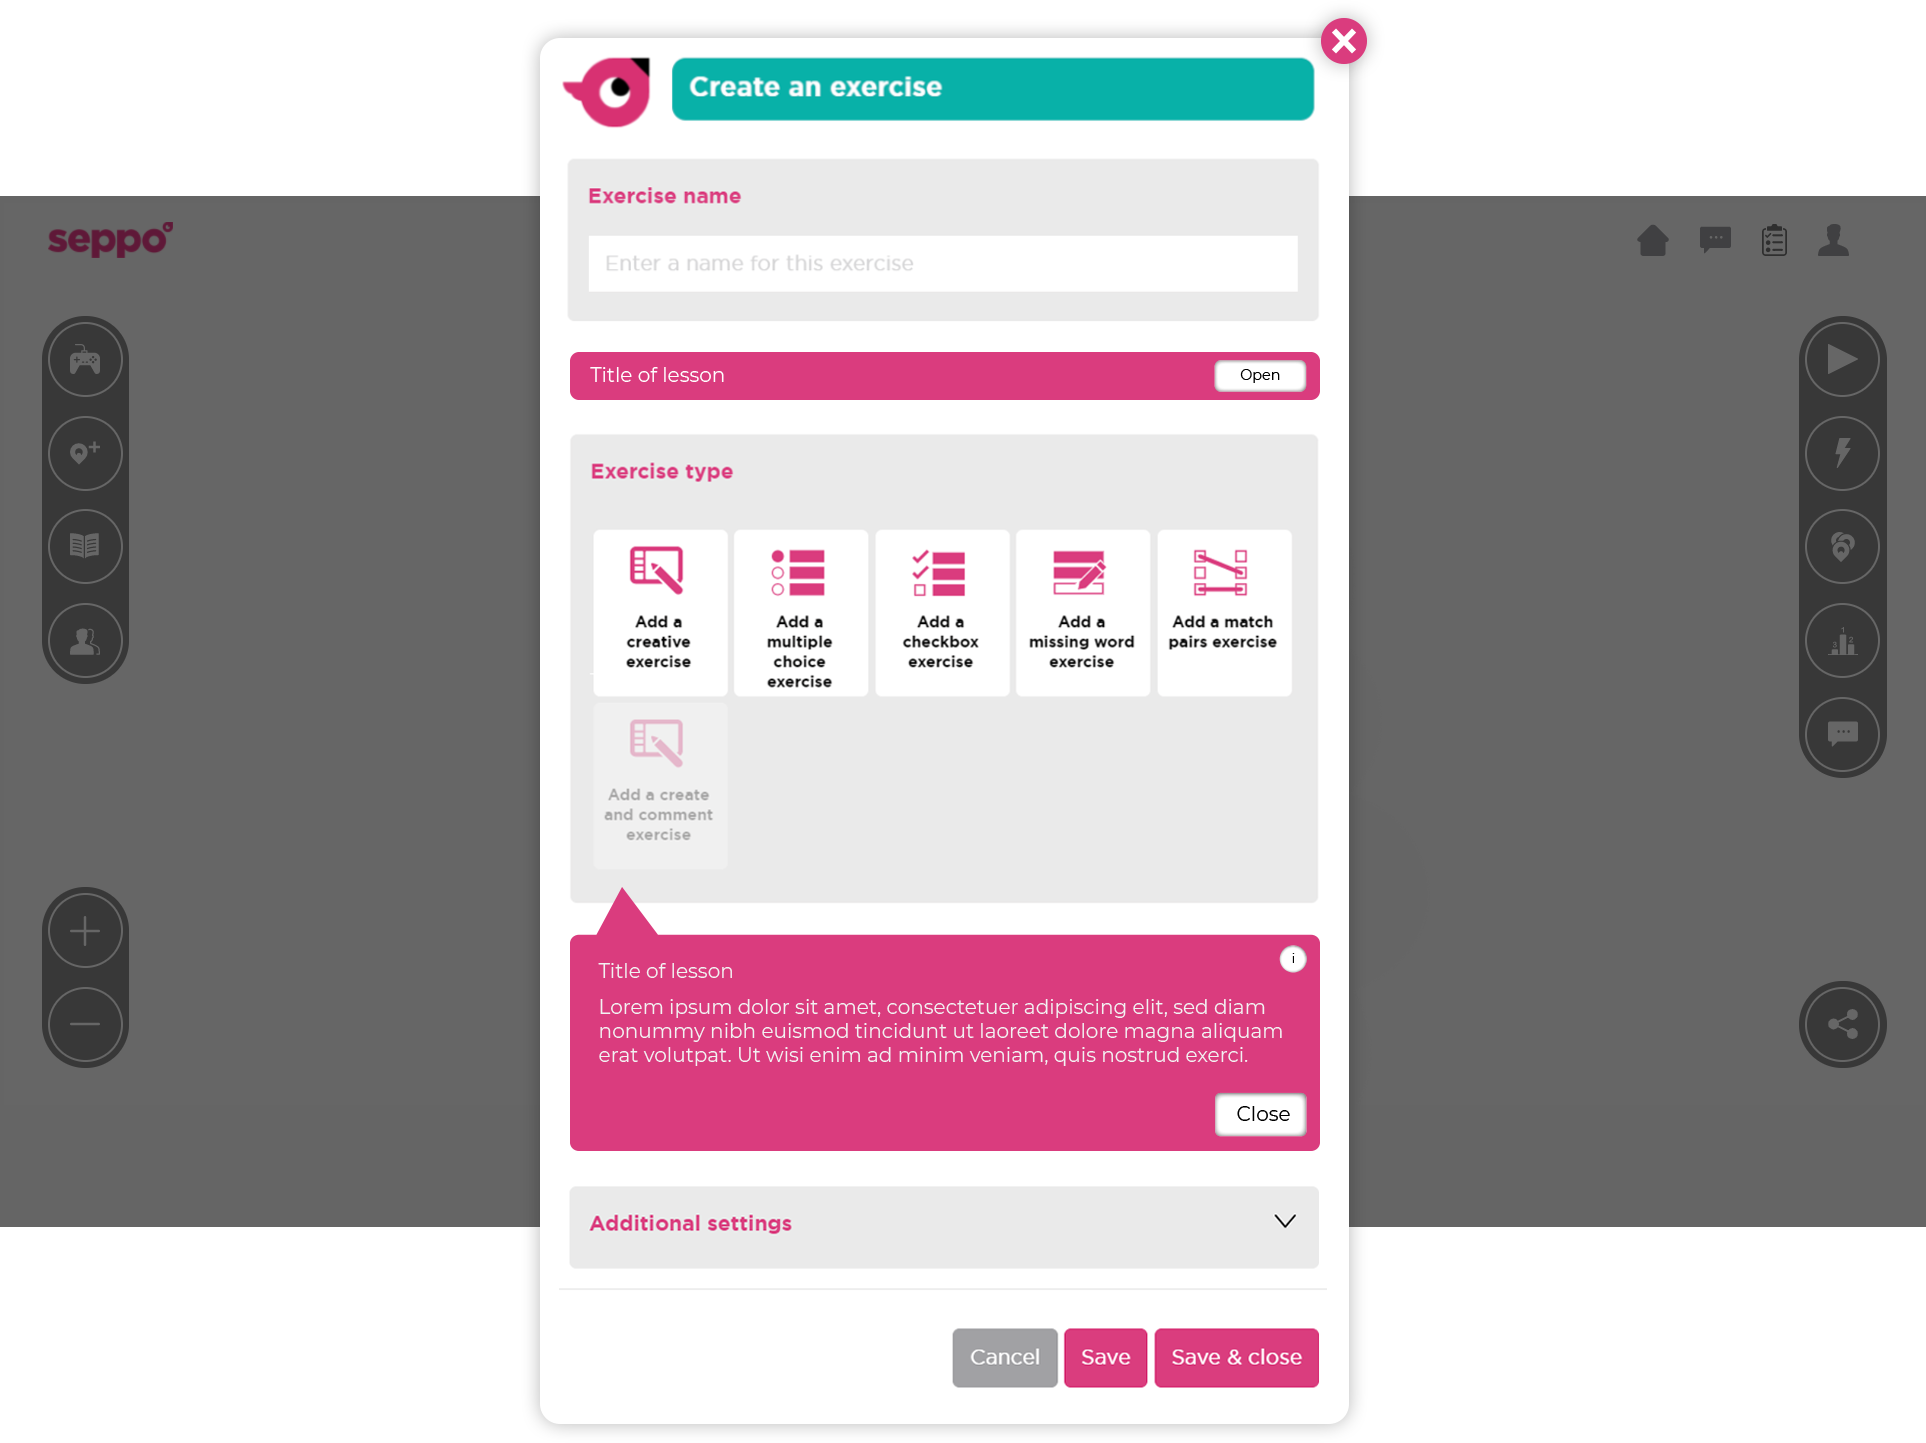 Create an exercise
Exercise name
seppo
Enter a name for this exercise
Title of lesson
Open
Exercise type
Add a
creative
exercise
Add a
multiple
choice
exercise
Add a
checkbox
exercise
Add a
missing word
exercise
Add a match
pairs exercise
Add a create
and comment
exercise
1
2
3
i
Title of lesson
Lorem ipsum dolor sit amet, consectetuer adipiscing elit, sed diam
nonummy nibh euismod tincidunt ut laoreet dolore magna aliquam
erat volutpat. Ut wisi enim ad minim veniam, quis nostrud exerci.
Close
Additional settings
Cancel
Save
Save & close